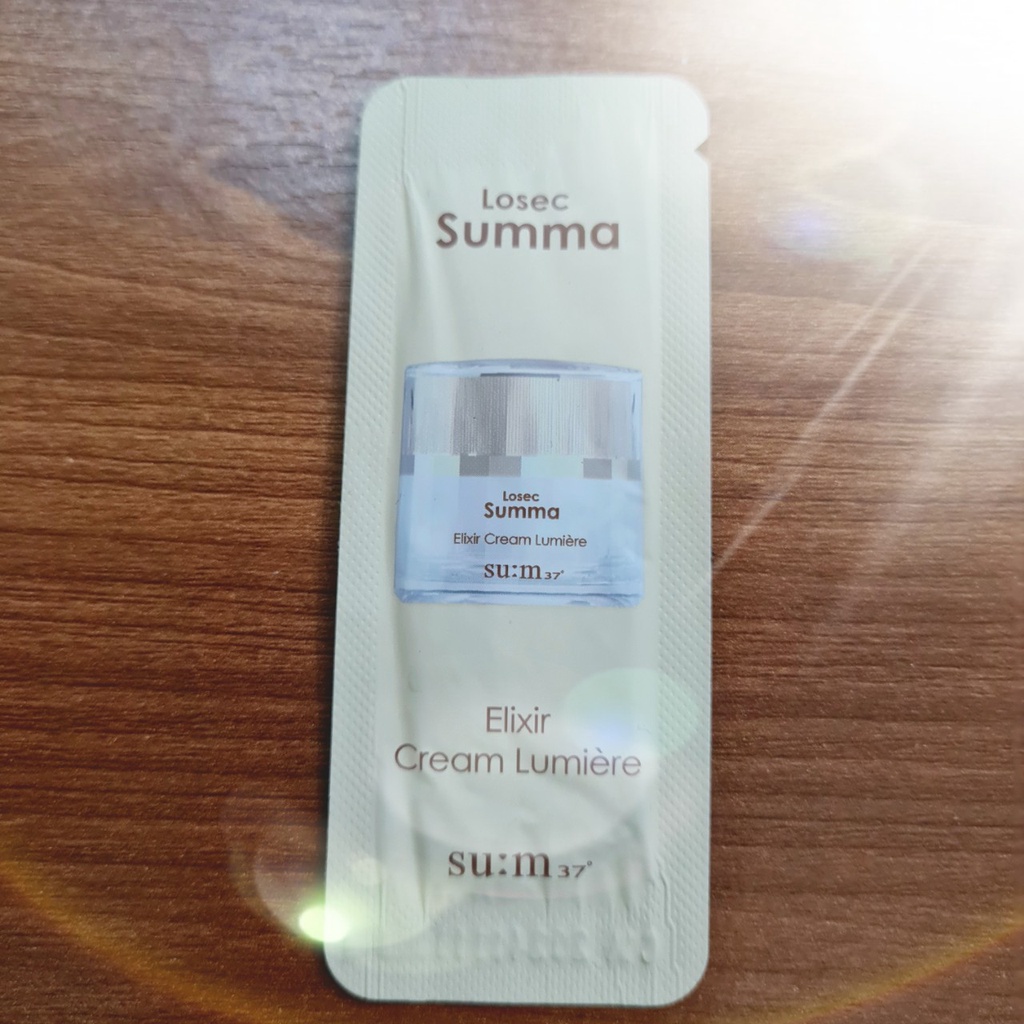 Losec
Summa
Losec
Summa
Elixir Cream Lumière
su:m37°
Elixir
Cream Lumière
su:m37°